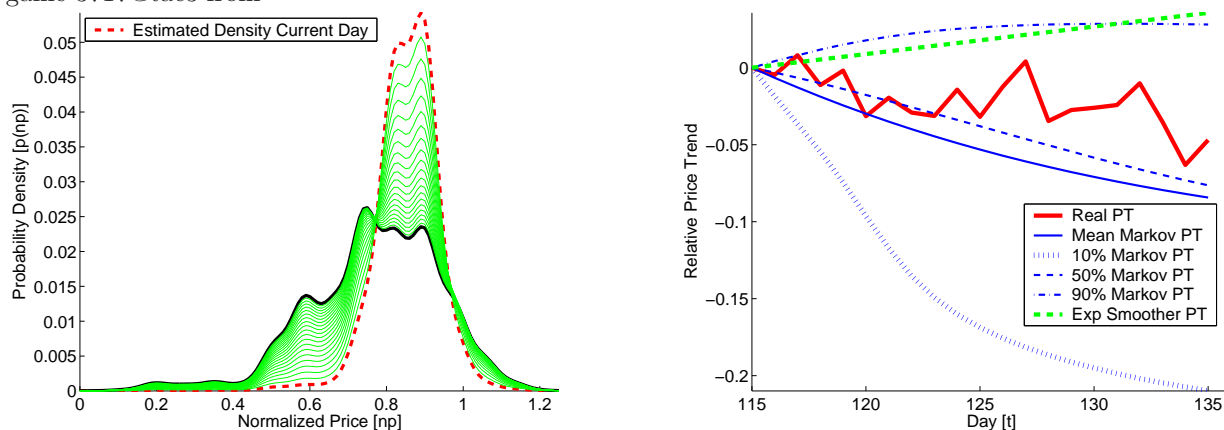 Estimated Density Current Day
0.05
0.045
0.04
0.035
0.03
0.025
0.02
0.015
0.01
0.005
0
0 0.2 0.4 0.6 0.8 1 1.2
Normalized Price [np]
Probability Density [p(np)]
0
−0.05
−0.1
−0.15
−0.2
115 120 125 130 135
Day [t]
Relative Price Trend
Real PT
Mean Markov PT
10% Markov PT
50% Markov PT
90% Markov PT
Exp Smoother PT